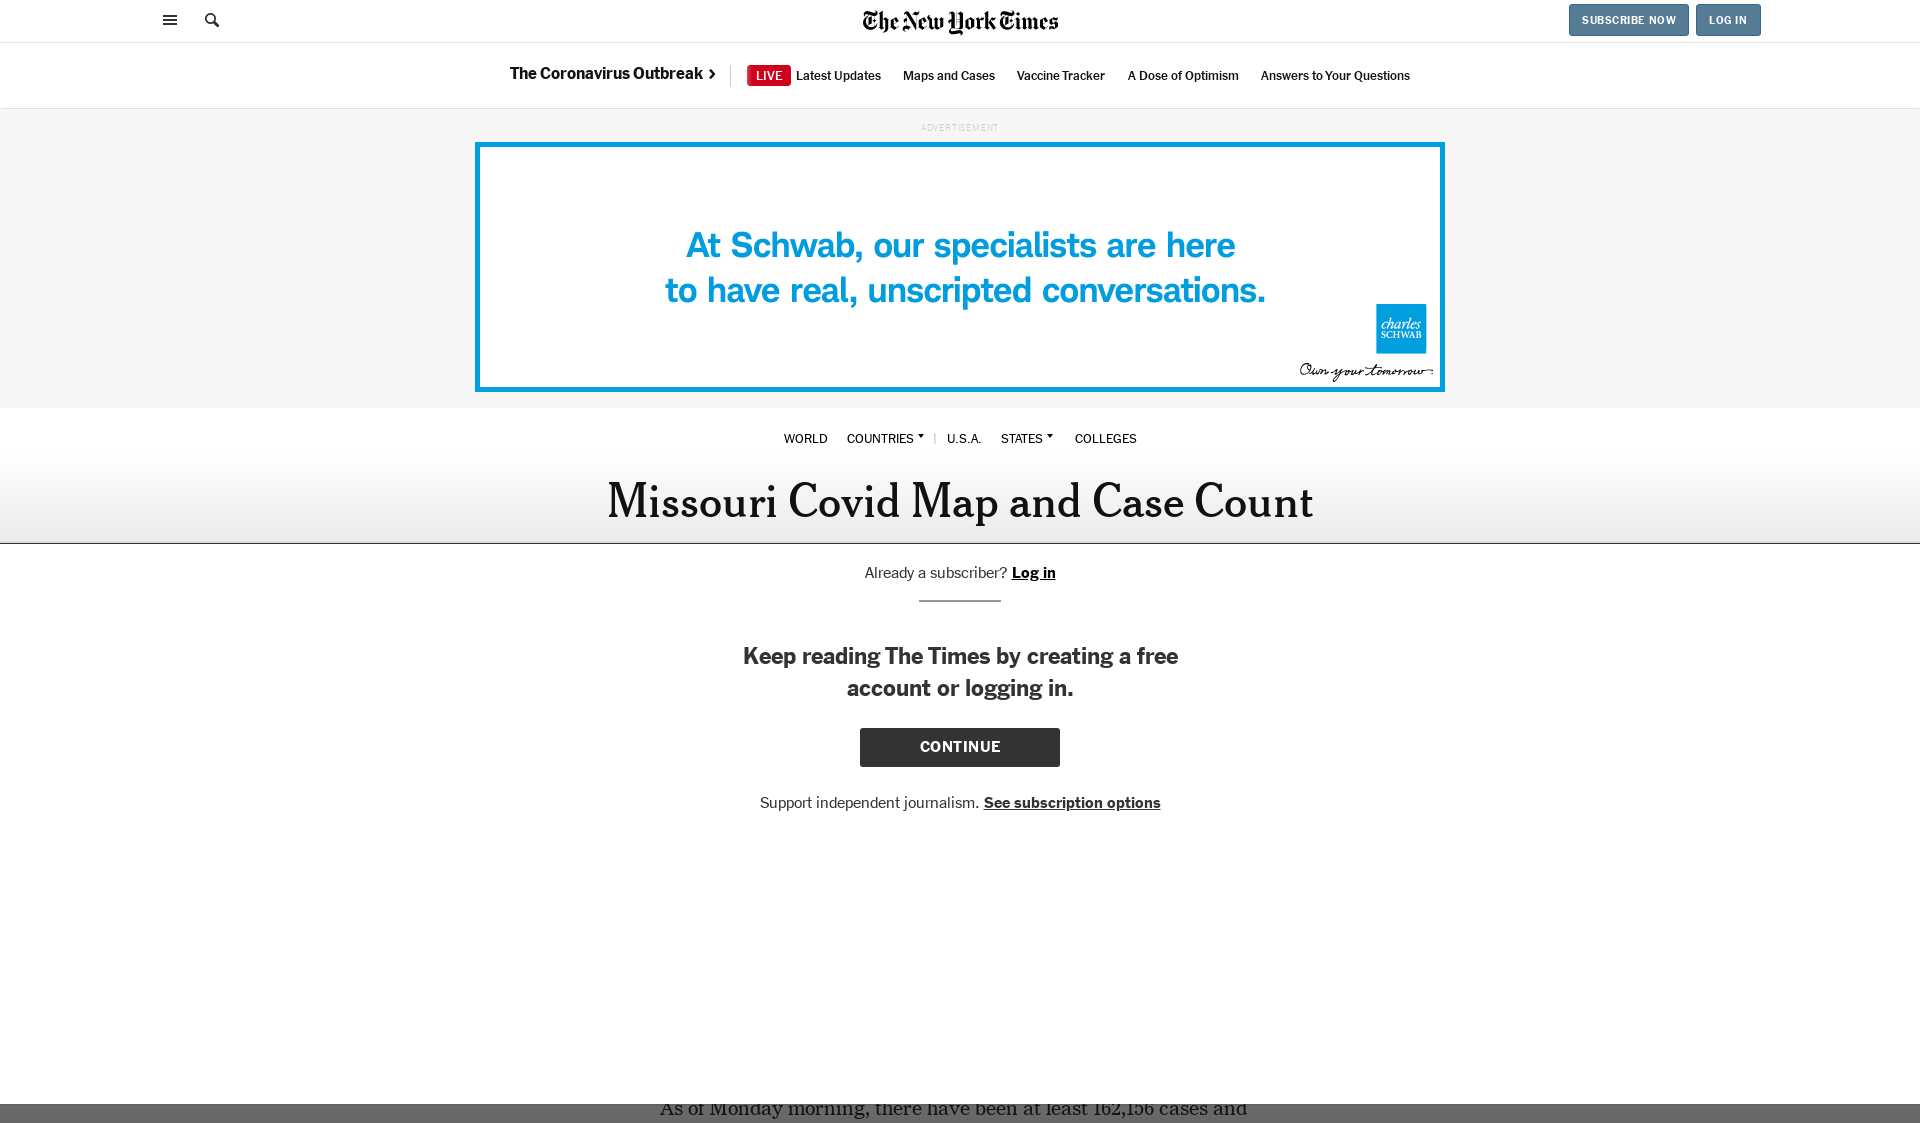 The New York Times
SUBSCRIBE NOW
LOG IN
The Coronavirus Outbreak
LIVE Latest Updates
Maps and Cases
Vaccine Tracker
A Dose of Optimism
Answers to Your Questions
ADVERTISEMENT
At Schwab, our specialists are here
to have real, unscripted conversations.
charles
SCHWAB
Own your tomorrow.
WORLD
COUNTRIES
U.S.A.
STATES
COLLEGES
Missouri Covid Map and Case Count
Already a subscriber? Log in
Keep reading The Times by creating a free
account or logging in.
CONTINUE
Support independent journalism. See subscription options
As of Monday morning, there have been at least 162,156 cases and